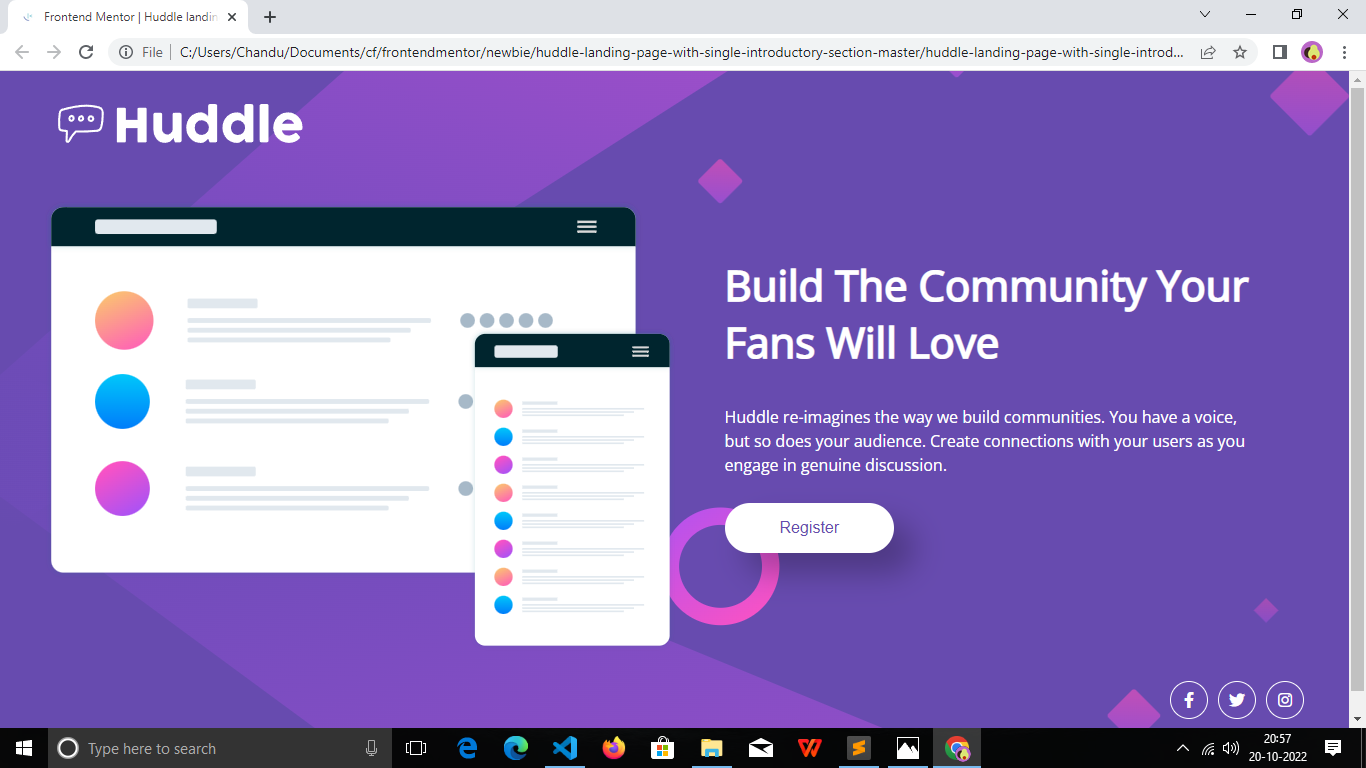 Frontend Mentor | Huddle landin
File
C:/Users/Chandu/Documents/cf/frontendmentor/newbie/huddle-landing-page-with-single-introductory-section-master/huddle-landing-page-with-single-introd...
Huddle
Build The Community Your
Fans Will Love
Huddle re-imagines the way we build communities. You have a voice,
but so does your audience. Create connections with your users as you
engage in genuine discussion.
Register
Type here to search
20:57
20-10-2022